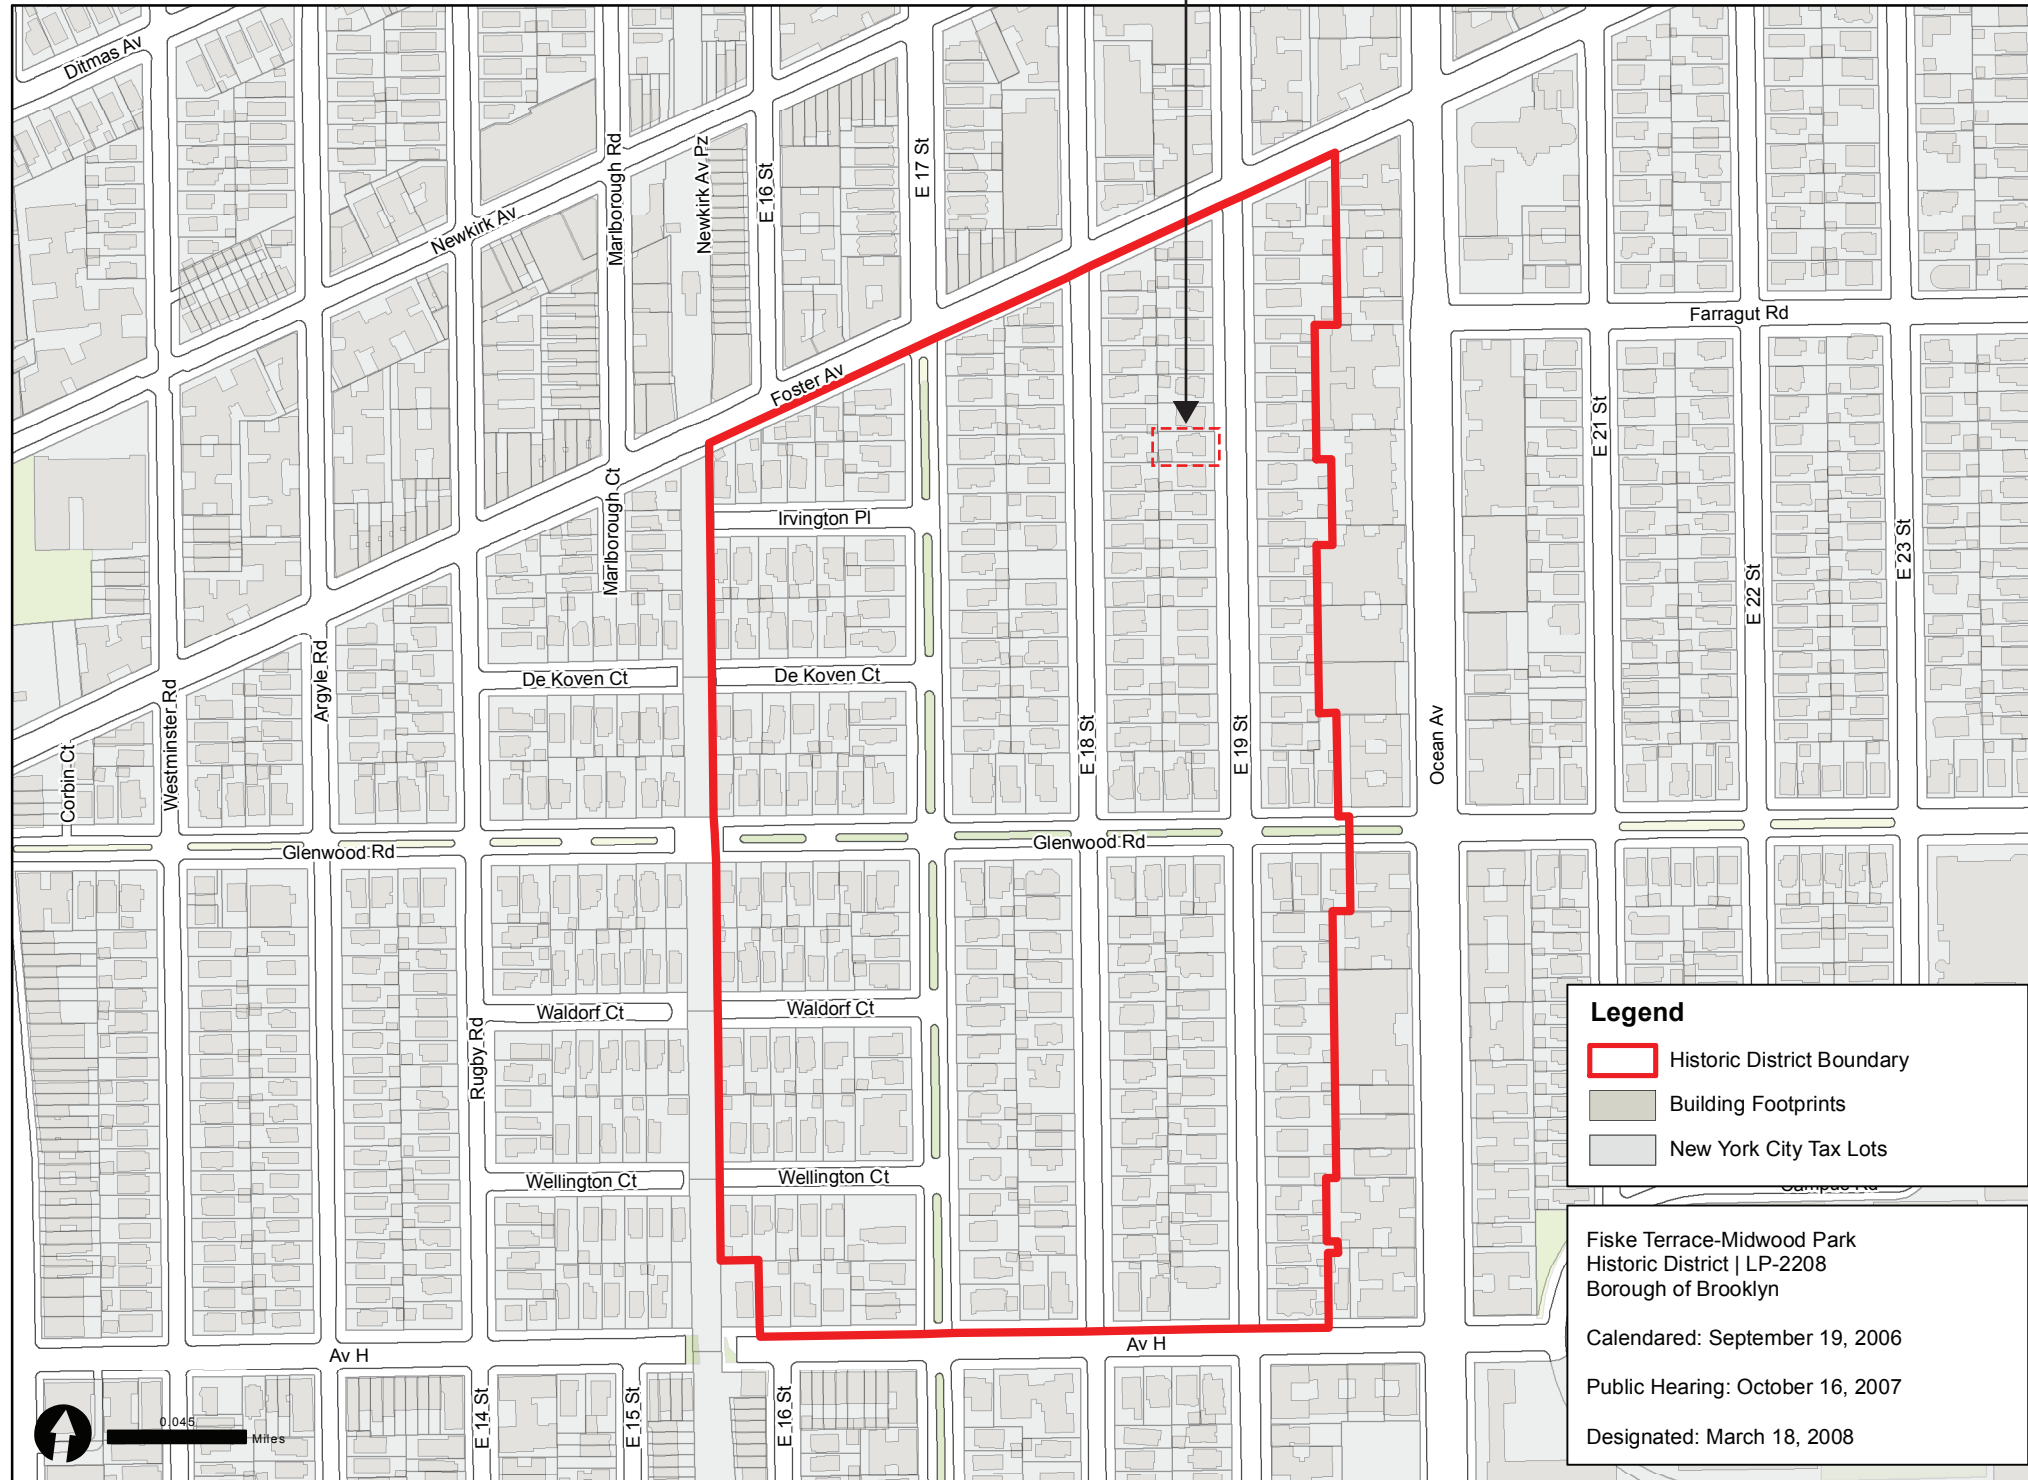 Ditmas Av
Newkirk Av
Marlborough Rd
Newkirk Av Pz
E 16 St
E 17 St
Foster Av
Farragut Rd
E 21 St
E 22 St
E 23 St
Marlborough Ct
Irvington Pl
De Koven Ct
De Koven Ct
Argyle Rd
Westminster Rd
Corbin Ct
E 18 St
E 19 St
Ocean Av
Glenwood Rd
Glenwood Rd
Waldorf Ct
Waldorf Ct
Rugby Rd
Wellington Ct
Wellington Ct
Campus Rd
Av H
Av H
E 14 St
E 15 St
E 16 St
0.045
Miles
Legend
Historic District Boundary
Building Footprints
New York City Tax Lots
Fiske Terrace-Midwood Park
Historic District | LP-2208
Borough of Brooklyn
Calendared: September 19, 2006
Public Hearing: October 16, 2007
Designated: March 18, 2008